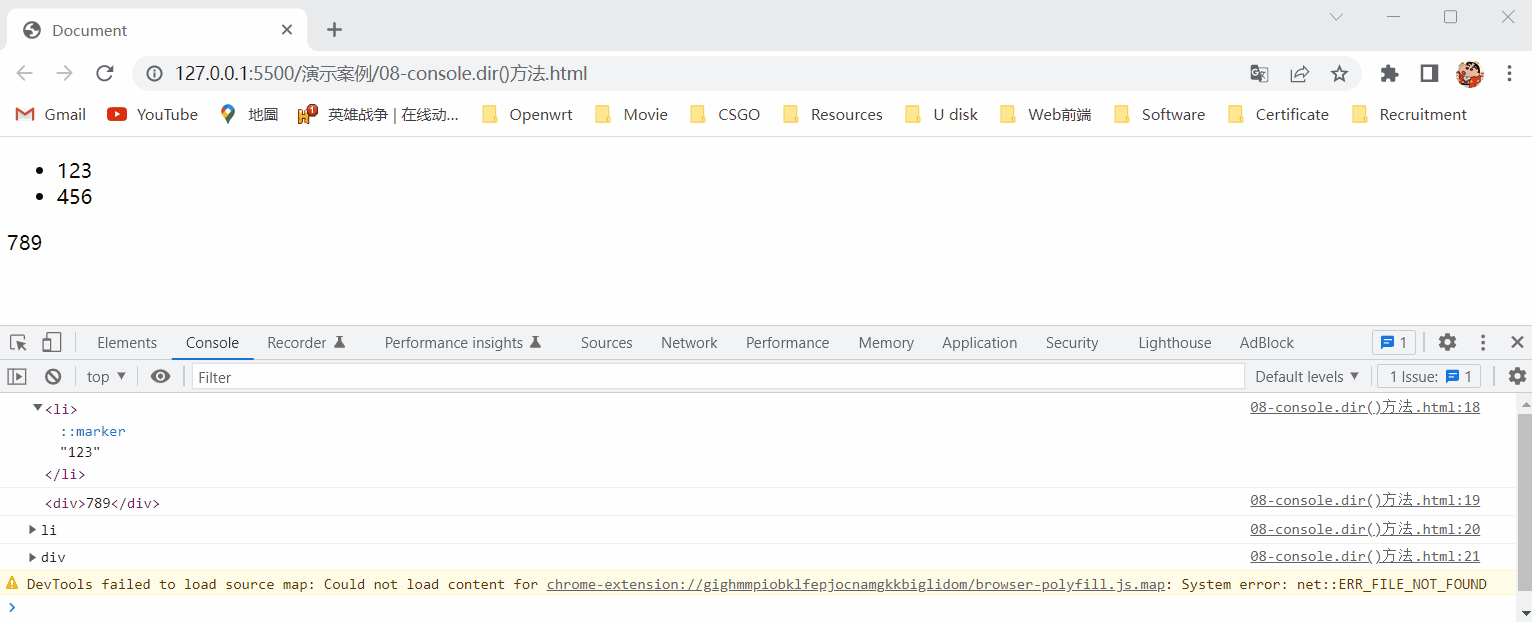 Document
127.0.0.1:5500/演示案例/08-console.dir()方法.html
Gmail YouTube 地圖 英雄战争 | 在线动... Openwrt Movie CSGO Resources U disk Web前端 Software Certificate Recruitment
123
456
789
Elements Console Recorder Performance insights Sources Network Performance Memory Application Security Lighthouse AdBlock 1
top Filter Default levels 1 Issue: 1
<li> 08-console.dir()方法.html:18
::marker
"123"
</li>
<div>789</div> 08-console.dir()方法.html:19
li 08-console.dir()方法.html:20
div 08-console.dir()方法.html:21
DevTools failed to load source map: Could not load content for chrome-extension://gighmmpiobklfepjocnamgkkbiglidom/browser-polyfill.js.map: System error: net::ERR_FILE_NOT_FOUND